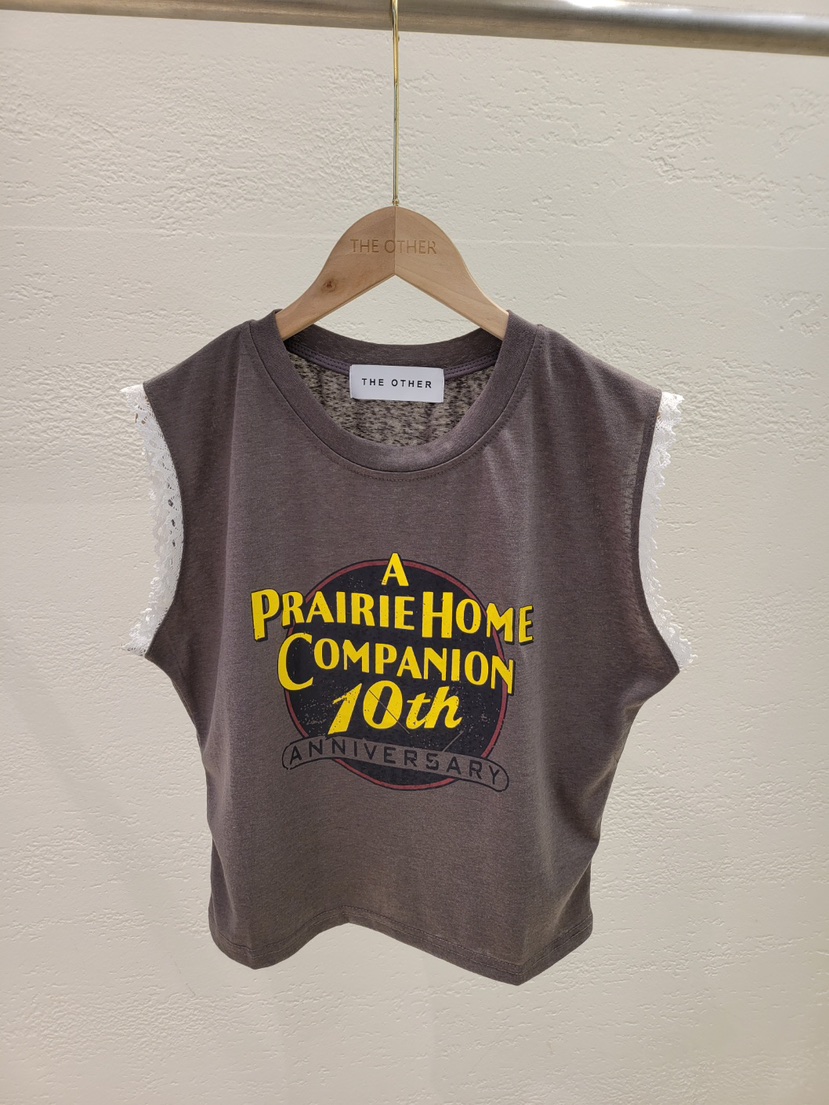 THE OTHER
THE OTHER
A
PRAIRIE HOME
COMPANION
10th
ANNIVERSARY